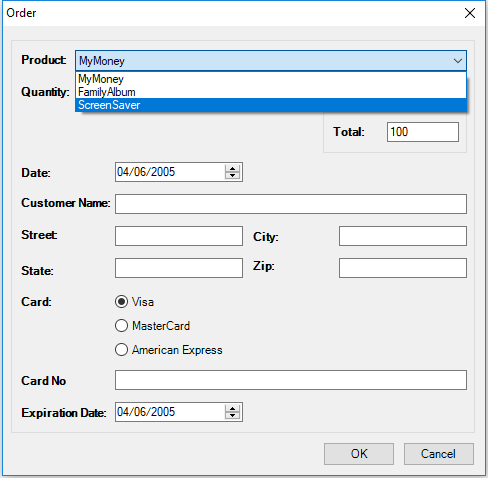 Order
Product: MyMoney
MyMoney
Quantity: FamilyAlbum
ScreenSaver
Total: 100
Date: 04/06/2005
Customer Name:
Street: City:
State: Zip:
Card: Visa
MasterCard
American Express
Card No
Expiration Date: 04/06/2005
OK Cancel